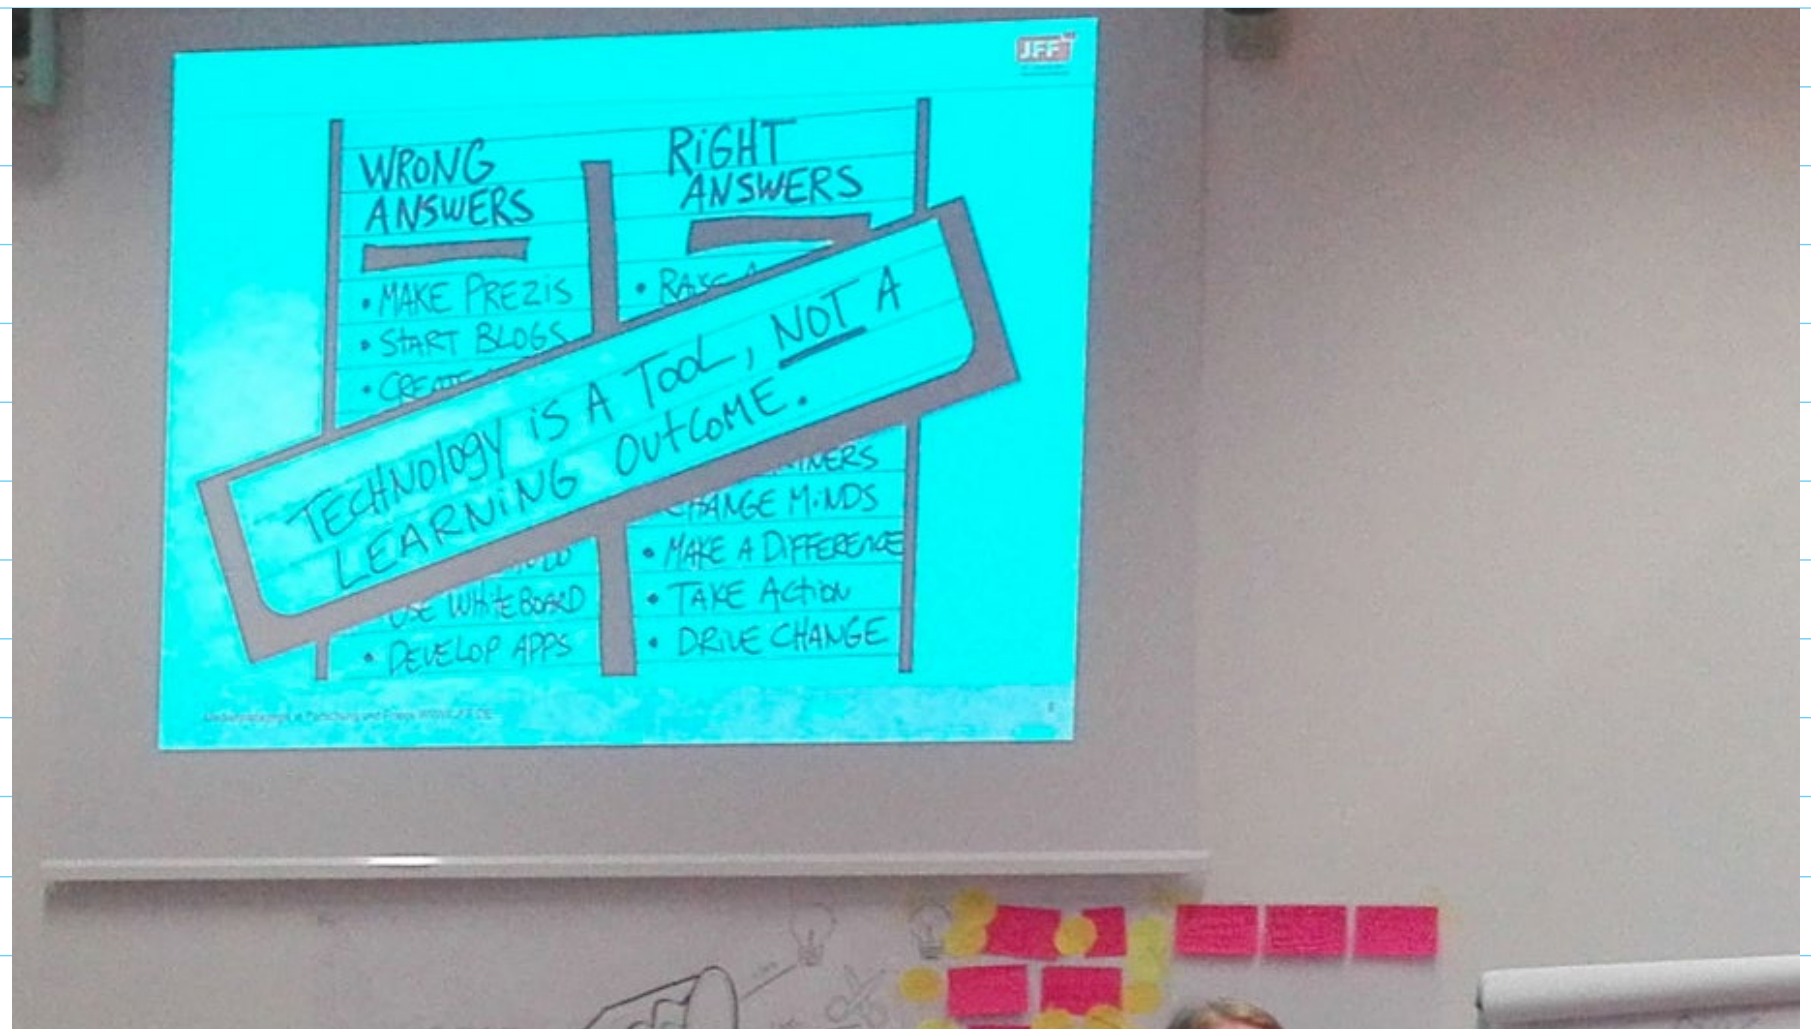 JFF
WRONG
ANSWERS
• MAKE PREZIS
• START BLOGS
RIGHT
ANSWERS
TECHNOLOGY IS A TOOL, NOT A
LEARNING OUTCOME.
USE WHITEBOARD
• DEVELOP APPS
CHANGE MINDS
• MAKE A DIFFERENCE
• TAKE ACTION
• DRIVE CHANGE